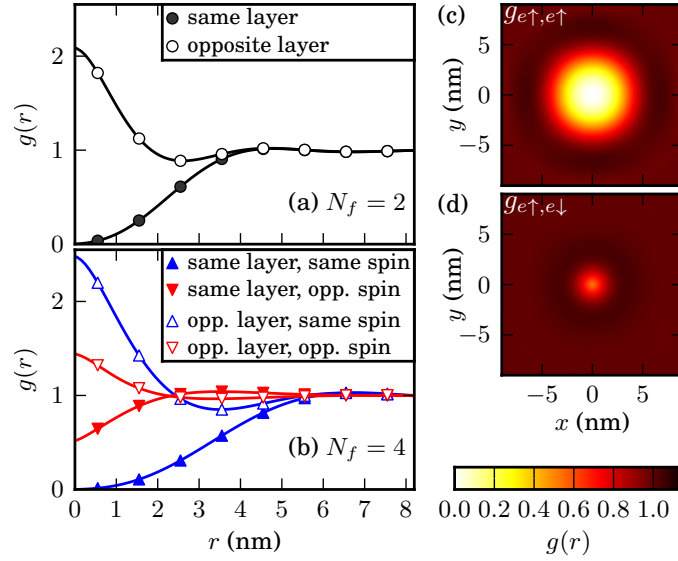 same layer
opposite layer
2
1
0
g(r)
(a) N_f = 2
same layer, same spin
same layer, opp. spin
opp. layer, same spin
opp. layer, opp. spin
2
1
0
g(r)
(b) N_f = 4
0 1 2 3 4 5 6 7 8
r (nm)
(c)
g_{e↑,e↑}
5
0
−5
y (nm)
(d)
g_{e↑,e↓}
5
0
−5
y (nm)
−5 0 5
x (nm)
0.0 0.2 0.4 0.6 0.8 1.0
g(r)